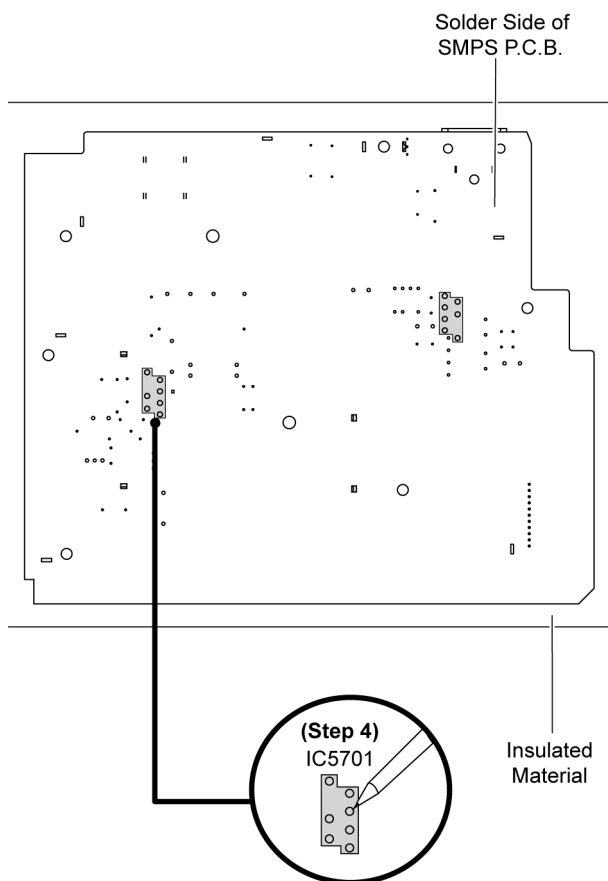 Solder Side of
SMPS P.C.B.
(Step 4)
IC5701
Insulated
Material